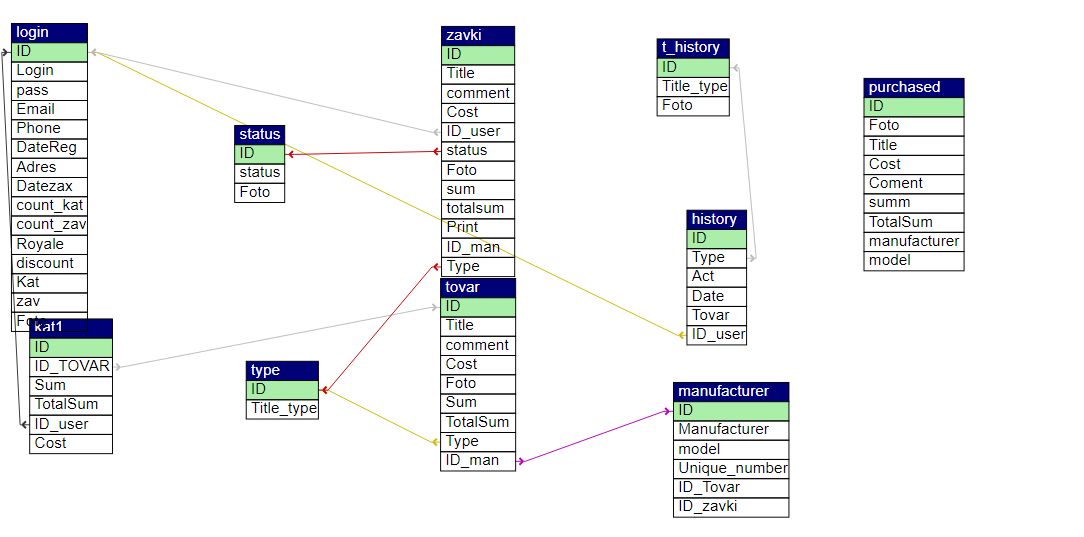 login
ID
Login
pass
Email
Phone
DateReg
Adres
Datezax
count_kat
count_zav
Royale
discount
Kat
zav
kat1
ID
ID_TOVAR
Sum
TotalSum
ID_user
Cost
status
ID
status
Foto
type
ID
Title_type
zavki
ID
Title
comment
Cost
ID_user
status
Foto
sum
totalsum
Print
ID_man
Type
tovar
ID
Title
comment
Cost
Foto
Sum
TotalSum
Type
ID_man
t_history
ID
Title_type
Foto
history
ID
Type
Act
Date
Tovar
ID_user
manufacturer
ID
Manufacturer
model
Unique_number
ID_Tovar
ID_zavki
purchased
ID
Foto
Title
Cost
Coment
summ
TotalSum
manufacturer
model